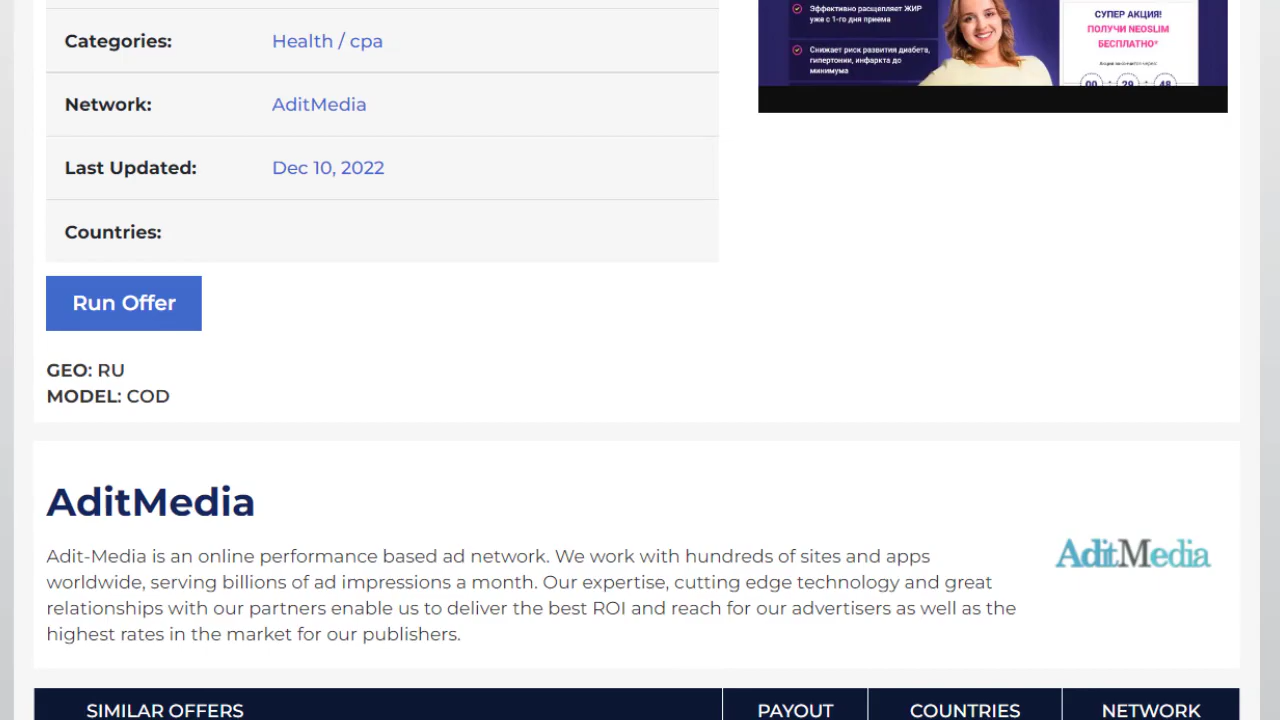 Эффективно расщепляет ЖИР
уже с 1-го дня приема
Снижает риск развития диабета,
гипертонии, инфаркта до
минимума
СУПЕР АКЦИЯ!
ПОЛУЧИ NEOSLIM
БЕСПЛАТНО*
00 : 29 : 48
Categories: Health / cpa
Network: AditMedia
Last Updated: Dec 10, 2022
Countries:
Run Offer
GEO: RU
MODEL: COD
AditMedia
Adit-Media is an online performance based ad network. We work with hundreds of sites and apps
worldwide, serving billions of ad impressions a month. Our expertise, cutting edge technology and great
relationships with our partners enable us to deliver the best ROI and reach for our advertisers as well as the
highest rates in the market for our publishers.
AditMedia
SIMILAR OFFERS PAYOUT COUNTRIES NETWORK